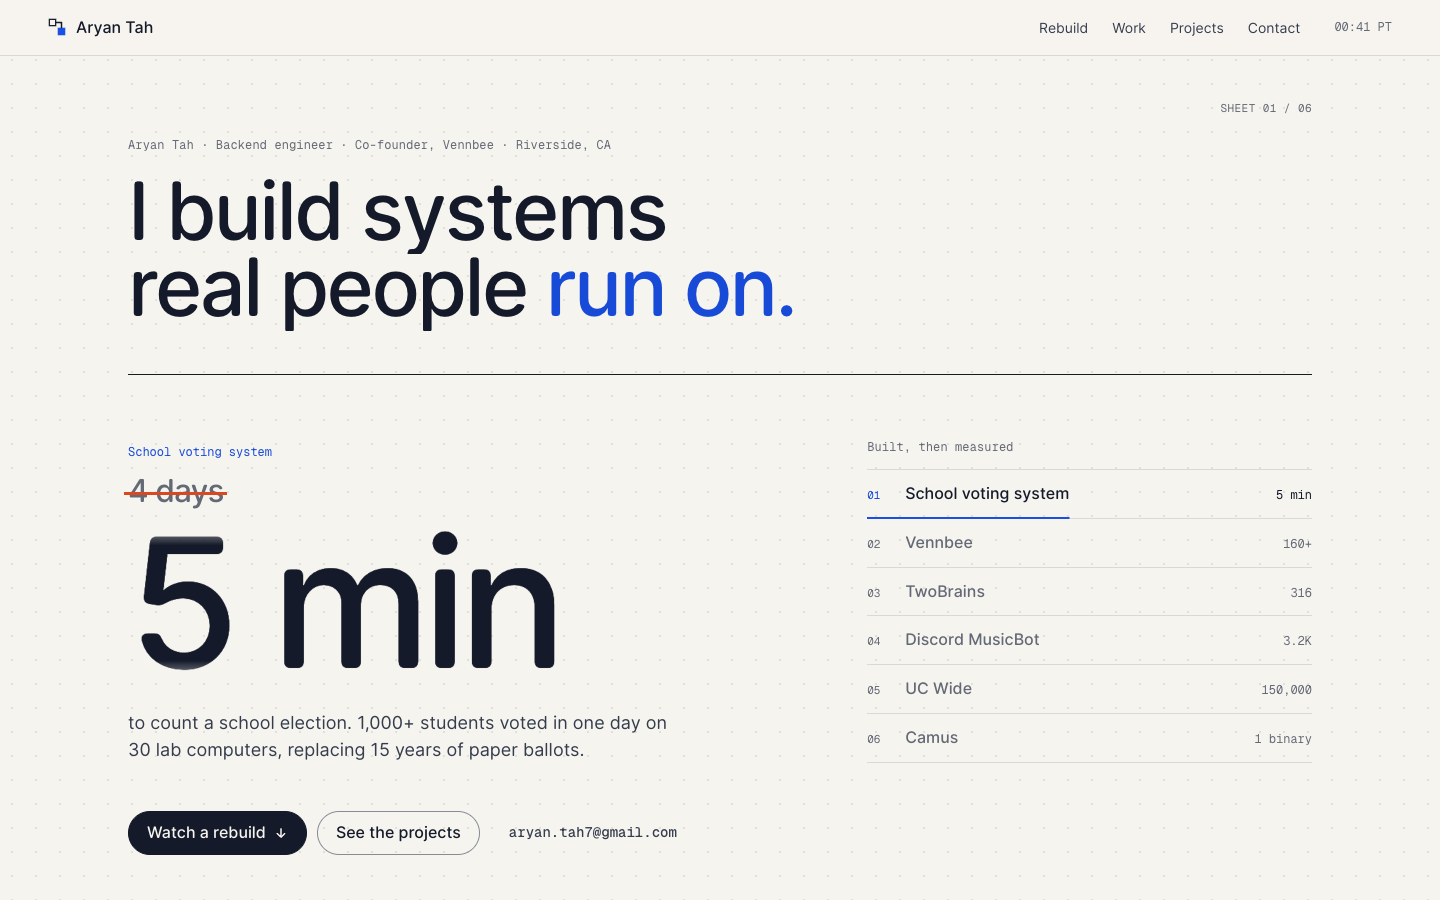 Aryan Tah
Rebuild
Work
Projects
Contact
00:41 PT
SHEET 01 / 06
Aryan Tah · Backend engineer · Co-founder, Vennbee · Riverside, CA
I build systems
real people run on.
School voting system
4 days
5 min
to count a school election. 1,000+ students voted in one day on
30 lab computers, replacing 15 years of paper ballots.
Watch a rebuild ↓
See the projects
aryan.tah7@gmail.com
Built, then measured
01 School voting system 5 min
02 Vennbee 160+
03 TwoBrains 316
04 Discord MusicBot 3.2K
05 UC Wide 150,000
06 Camus 1 binary